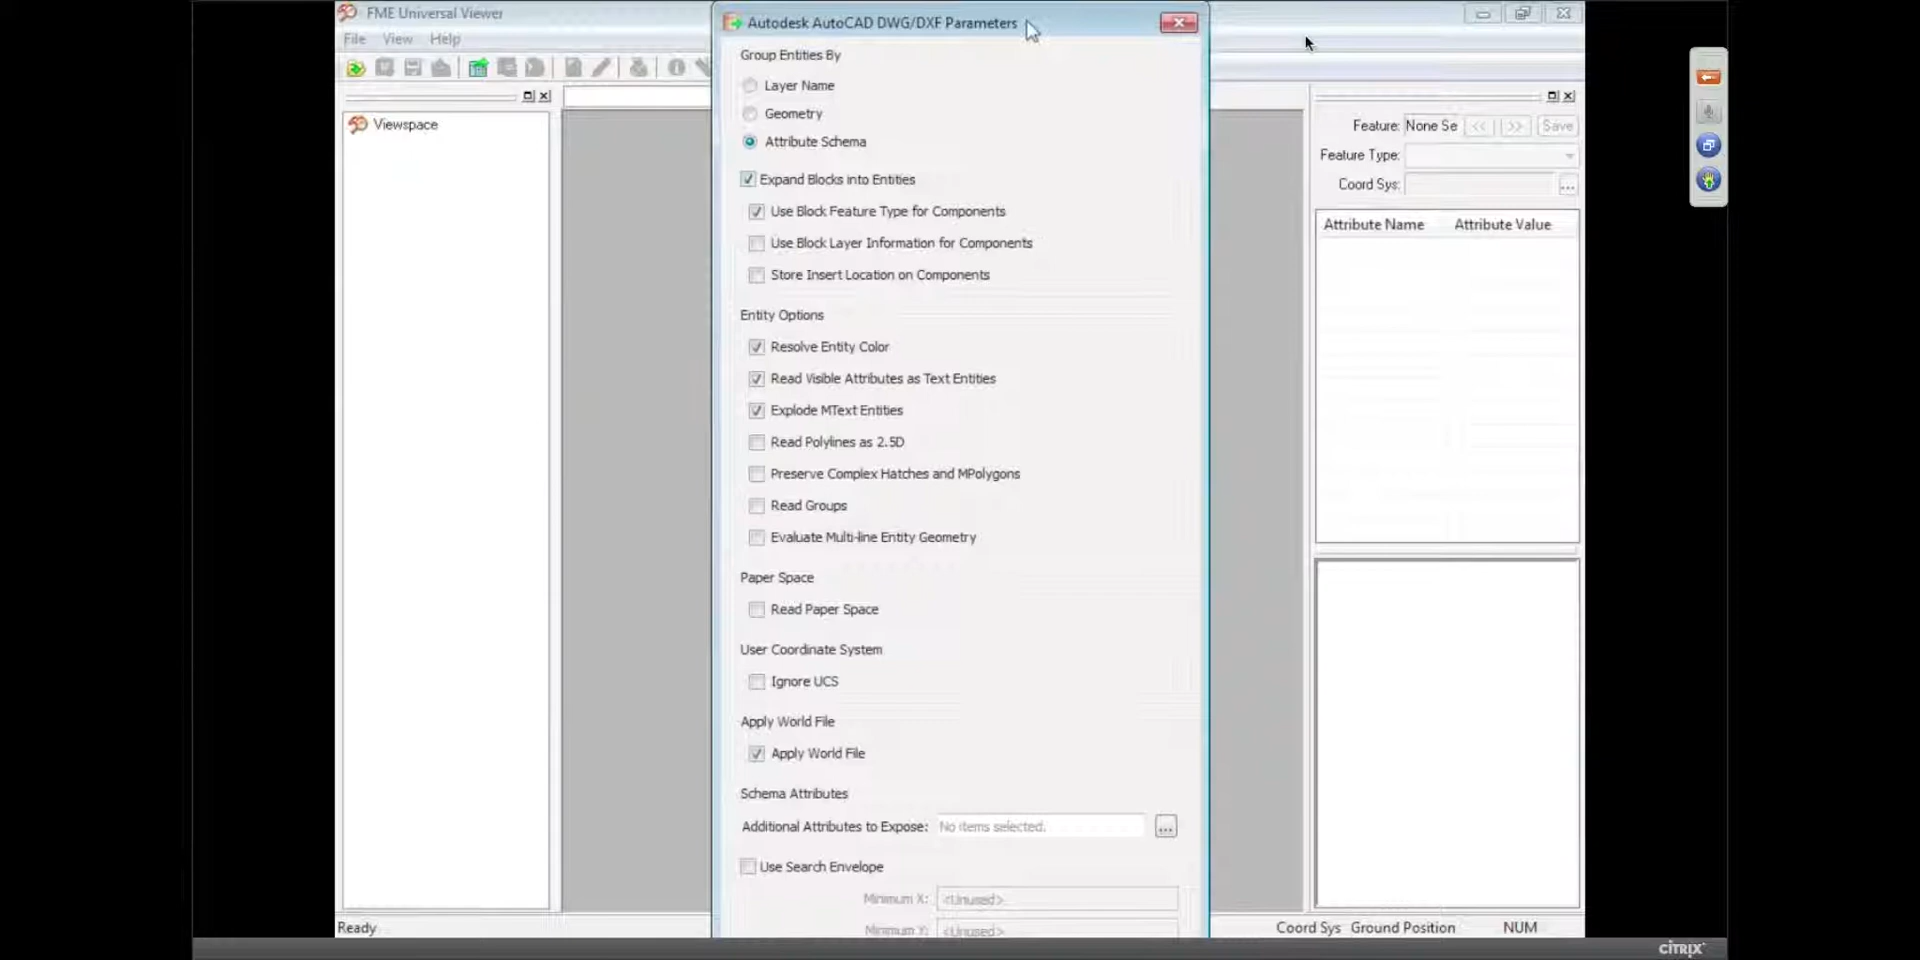 FME Universal Viewer
File View Help
Viewspace
Autodesk AutoCAD DWG/DXF Parameters
Group Entities By
Layer Name
Geometry
Attribute Schema
Expand Blocks into Entities
Use Block Feature Type for Components
Use Block Layer Information for Components
Store Insert Location on Components
Entity Options
Resolve Entity Color
Read Visible Attributes as Text Entities
Explode MText Entities
Read Polylines as 2.5D
Preserve Complex Hatches and MPolygons
Read Groups
Evaluate Multi-line Entity Geometry
Paper Space
Read Paper Space
User Coordinate System
Ignore UCS
Apply World File
Apply World File
Schema Attributes
Additional Attributes to Expose: No items selected. ...
Use Search Envelope
Minimum X: <Unused>
Minimum Y: <Unused>
Feature: None Se << >> Save
Feature Type:
Coord Sys: ...
Attribute Name Attribute Value
Ready
Coord Sys Ground Position NUM
CITRIX